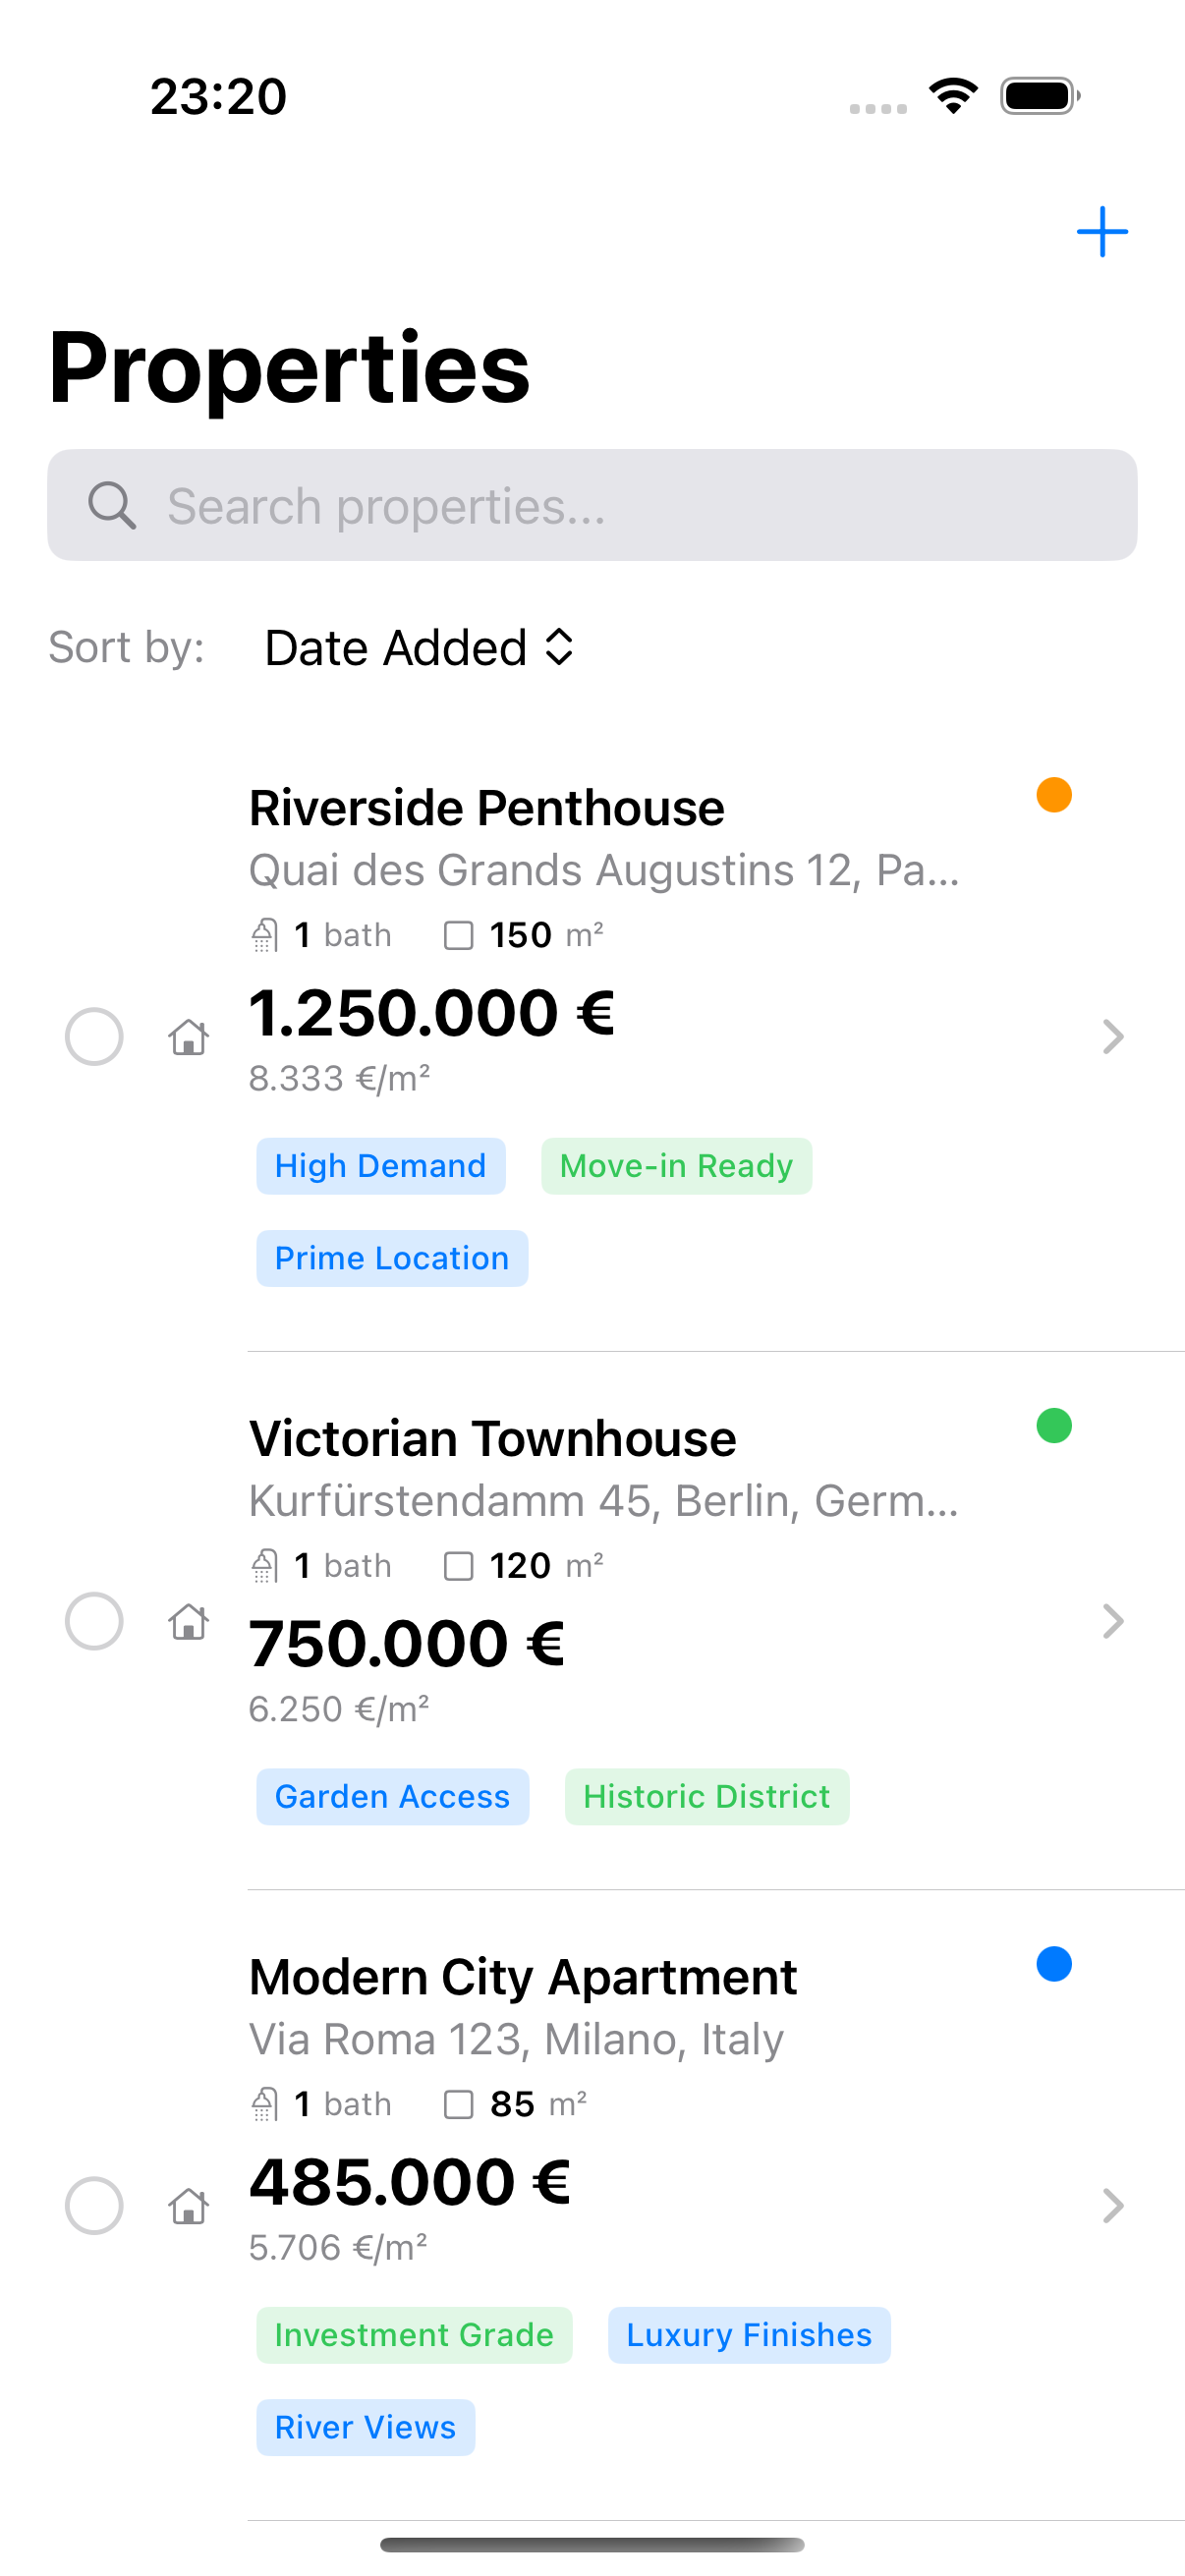 23:20
Properties
Search properties...
Sort by: Date Added
Riverside Penthouse
Quai des Grands Augustins 12, Pa...
1 bath 150 m²
1.250.000 €
8.333 €/m²
High Demand Move-in Ready
Prime Location
Victorian Townhouse
Kurfürstendamm 45, Berlin, Germ...
1 bath 120 m²
750.000 €
6.250 €/m²
Garden Access Historic District
Modern City Apartment
Via Roma 123, Milano, Italy
1 bath 85 m²
485.000 €
5.706 €/m²
Investment Grade Luxury Finishes
River Views